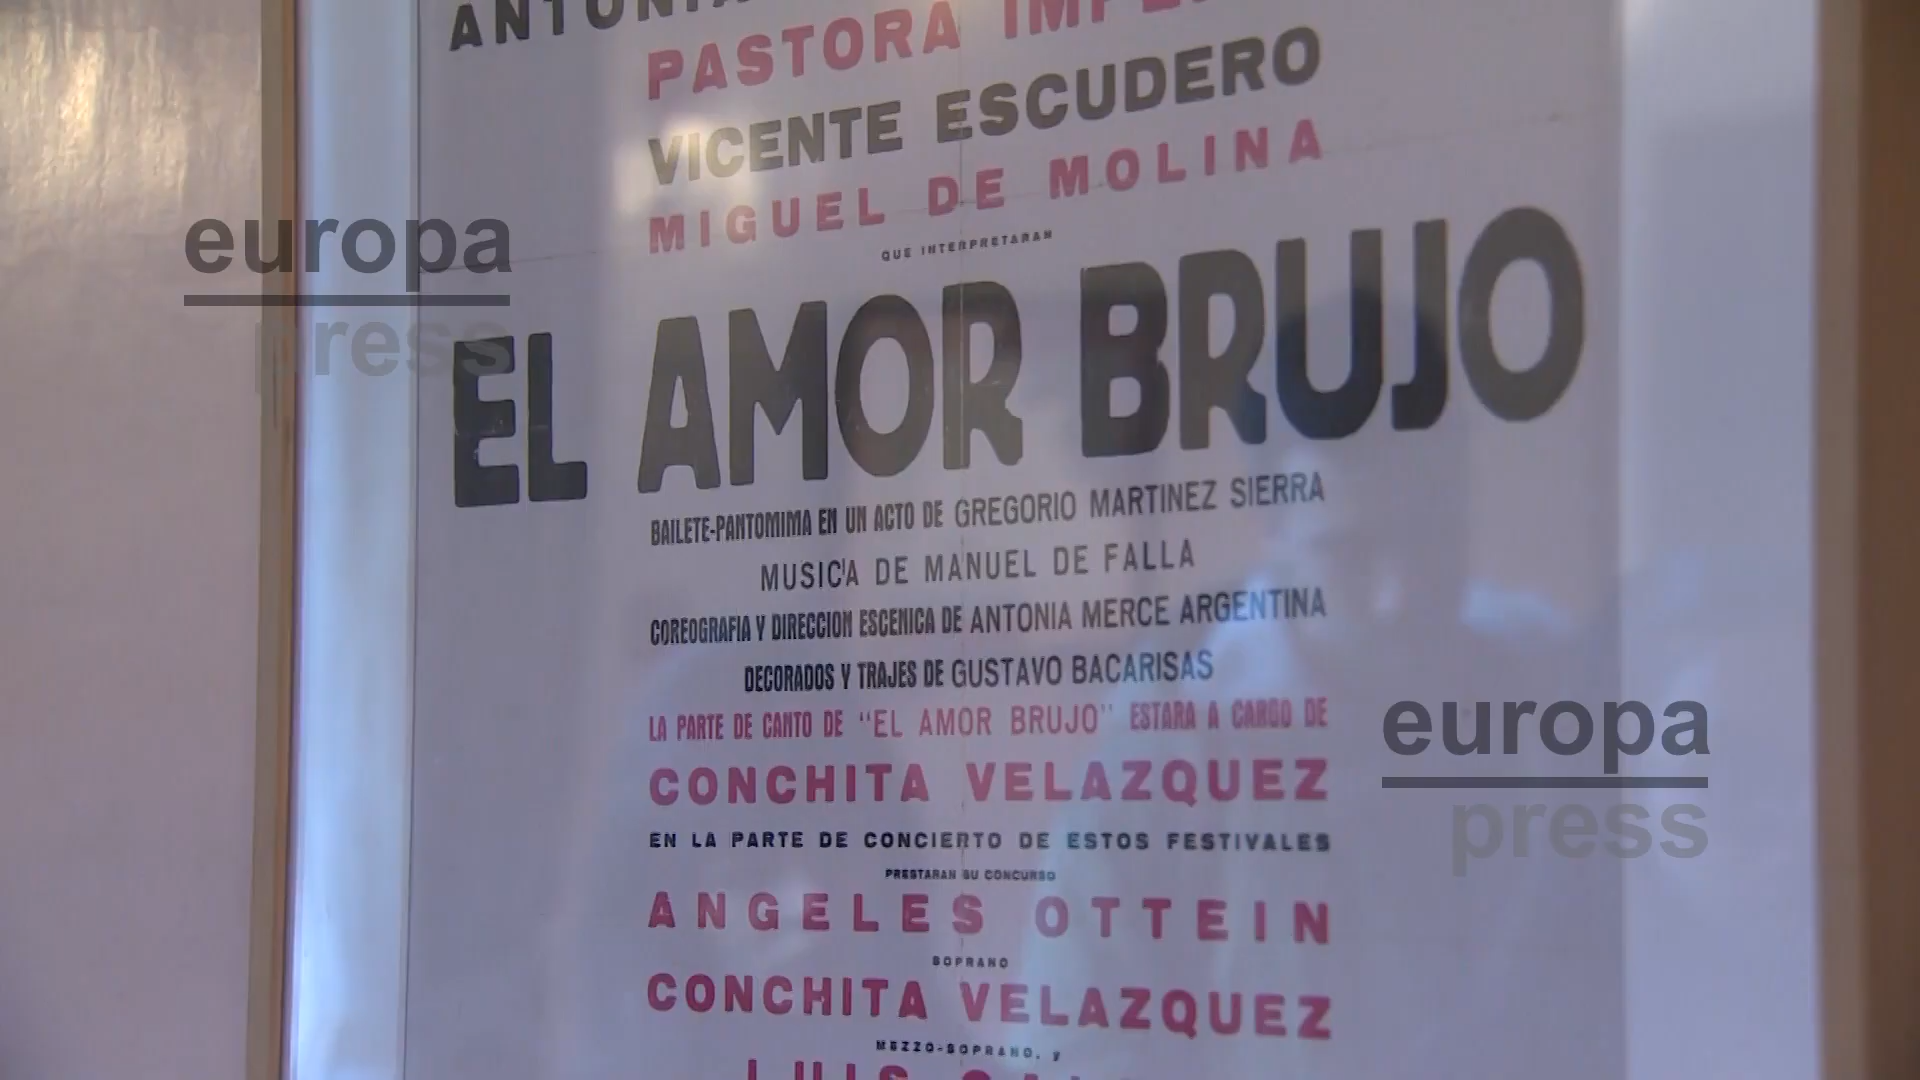 ANTONIA
PASTORA
VICENTE ESCUDERO
MIGUEL DE MOLINA
QUE INTERPRETARAN
EL AMOR BRUJO
BAILETE-PANTOMIMA EN UN ACTO DE GREGORIO MARTINEZ SIERRA
MUSICA DE MANUEL DE FALLA
COREOGRAFIA Y DIRECCION ESCENICA DE ANTONIA MERCE ARGENTINA
DECORADOS Y TRAJES DE GUSTAVO BACARISAS
LA PARTE DE CANTO DE "EL AMOR BRUJO" ESTARA A CARGO DE
CONCHITA VELAZQUEZ
EN LA PARTE DE CONCIERTO DE ESTOS FESTIVALES
PRESTARAN SU CONCURSO
ANGELES OTTEIN
SOPRANO
CONCHITA VELAZQUEZ
MEZZO-SOPRANO, y
LUIS
europa
press
europa
press